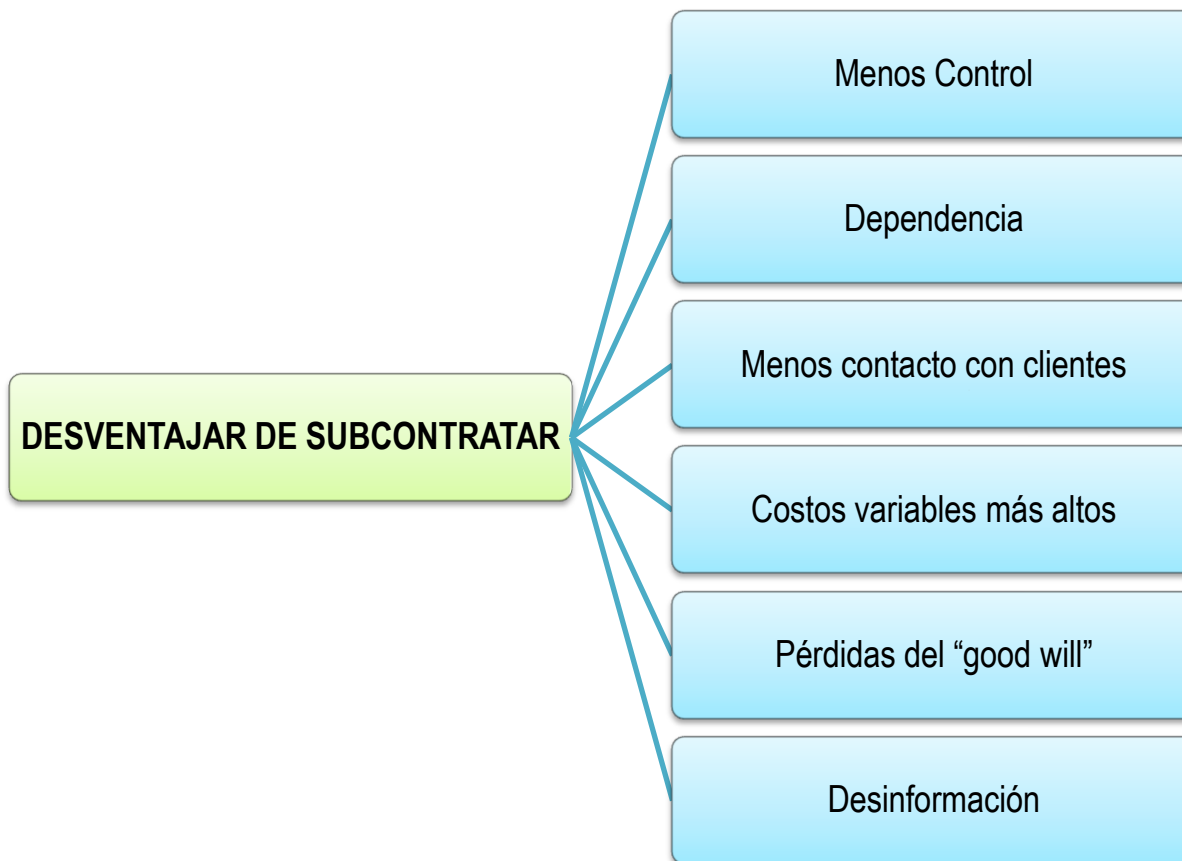 Menos Control
Dependencia
Menos contacto con clientes
DESVENTAJAR DE SUBCONTRATAR
Costos variables más altos
Pérdidas del “good will”
Desinformación